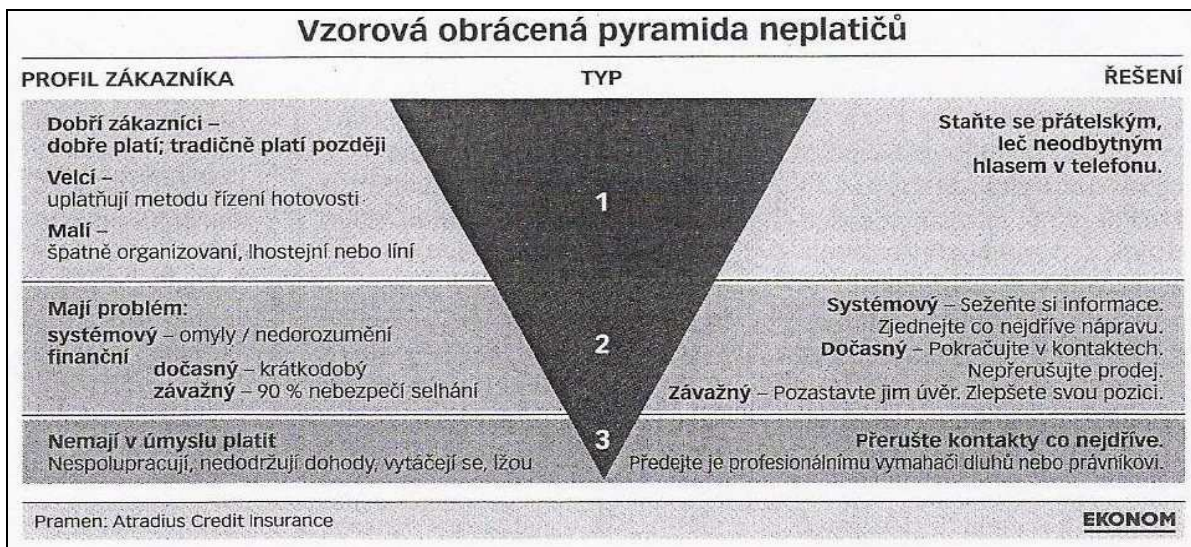 Vzorová obrácená pyramida neplatičů
PROFIL ZÁKAZNÍKA TYP ŘEŠENÍ
Dobří zákazníci –
dobře platí; tradičně platí později
Velcí –
uplatňují metodu řízení hotovosti
Malí –
špatně organizovaní, lhostejní nebo líní
1
Staňte se přátelským,
leč neodbytným
hlasem v telefonu.
Mají problém:
systémový – omyly / nedorozumění
finanční
dočasný – krátkodobý
závažný – 90 % nebezpečí selhání
2
Systémový – Sežeňte si informace.
Zjednejte co nejdříve nápravu.
Dočasný – Pokračujte v kontaktech.
Nepřerušujte prodej.
Závažný – Pozastavte jim úvěr. Zlepšete svou pozici.
Nemají v úmyslu platit
Nespolupracují, nedodržují dohody, vytáčejí se, lžou
3
Přerušte kontakty co nejdříve.
Předejte je profesionálnímu vymahači dluhů nebo právníkovi.
Pramen: Atradius Credit Insurance
EKONOM